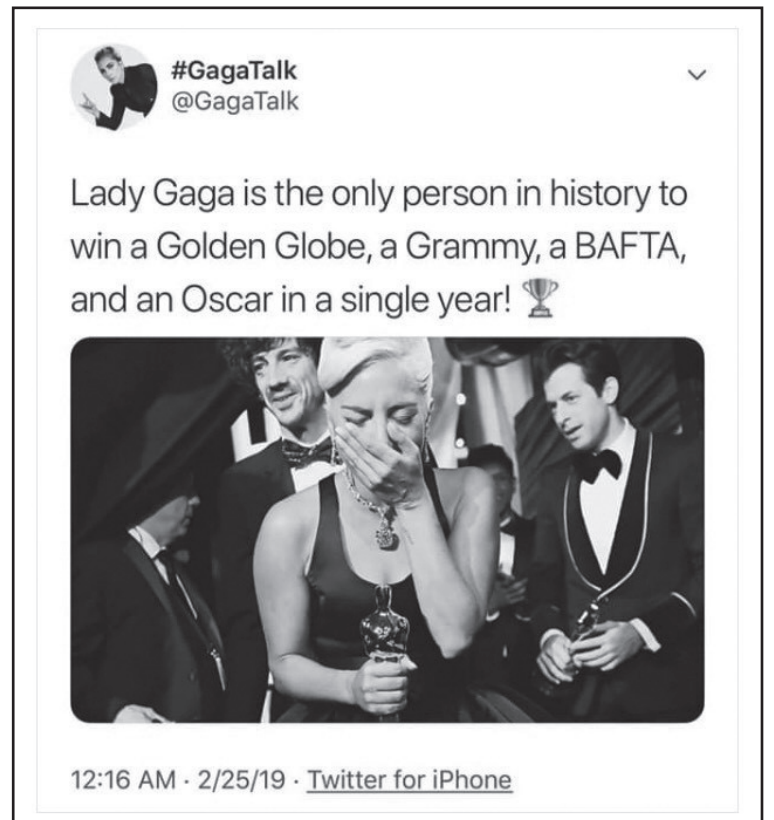 #GagaTalk
@GagaTalk
Lady Gaga is the only person in history to
win a Golden Globe, a Grammy, a BAFTA,
and an Oscar in a single year! 🏆
12:16 AM · 2/25/19 · Twitter for iPhone